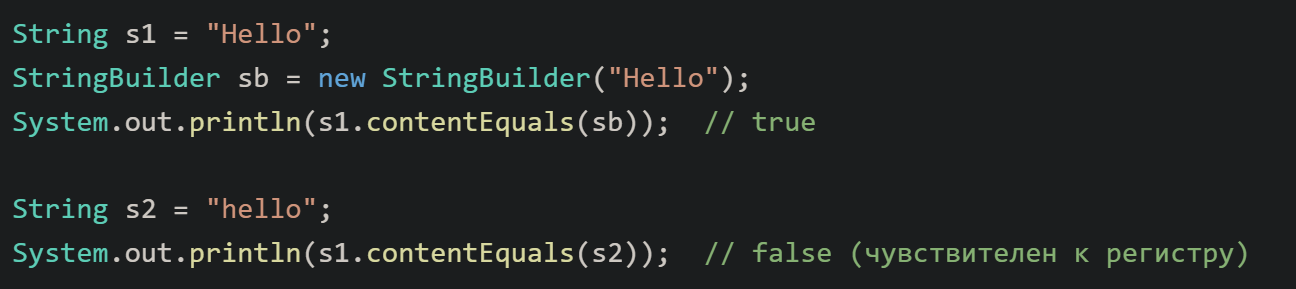 String s1 = "Hello";
StringBuilder sb = new StringBuilder("Hello");
System.out.println(s1.contentEquals(sb));  // true
String s2 = "hello";
System.out.println(s1.contentEquals(s2));  // false (чувствителен к регистру)